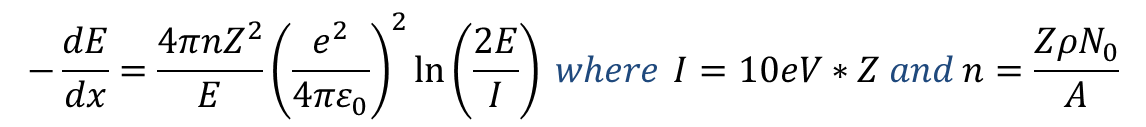 − dE/dx = 4πnZ²/E (e²/4πε₀)² ln(2E/I) where I = 10eV ∗ Z and n = ZρN₀/A